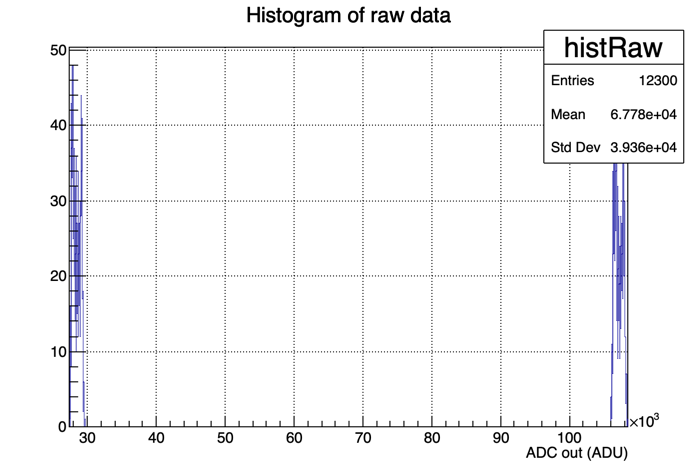 Histogram of raw data
histRaw
Entries 12300
Mean 6.778e+04
Std Dev 3.936e+04
50
40
30
20
10
0
30 40 50 60 70 80 90 100
×10³
ADC out (ADU)